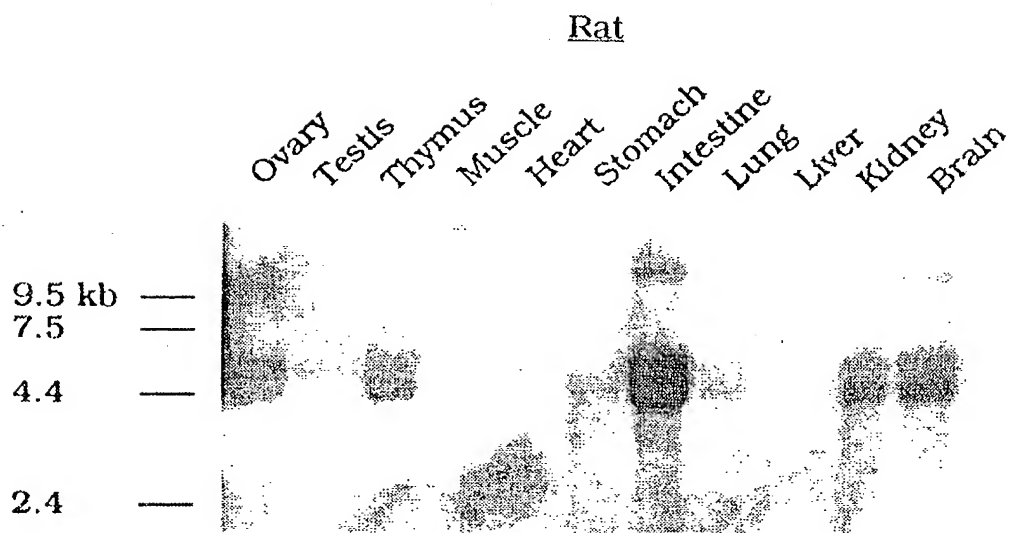 Rat
Ovary
Testis
Thymus
Muscle
Heart
Stomach
Intestine
Lung
Liver
Kidney
Brain
9.5 kb
7.5
4.4
2.4